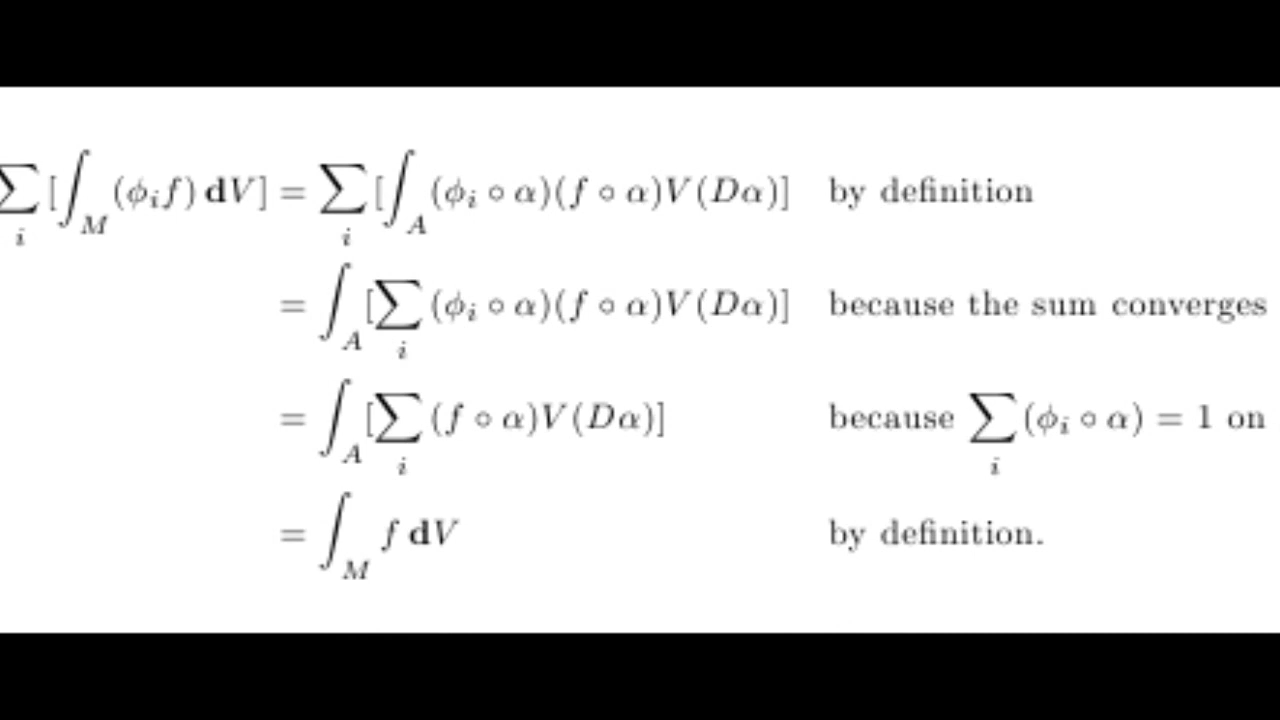 ∑_i [∫_M (ϕ_i f) dV] = ∑_i [∫_A (ϕ_i ∘ α)(f ∘ α)V(Dα)] by definition
= ∫_A [∑_i (ϕ_i ∘ α)(f ∘ α)V(Dα)] because the sum converges
= ∫_A [∑_i (f ∘ α)V(Dα)] because ∑_i (ϕ_i ∘ α) = 1 on
= ∫_M f dV by definition.